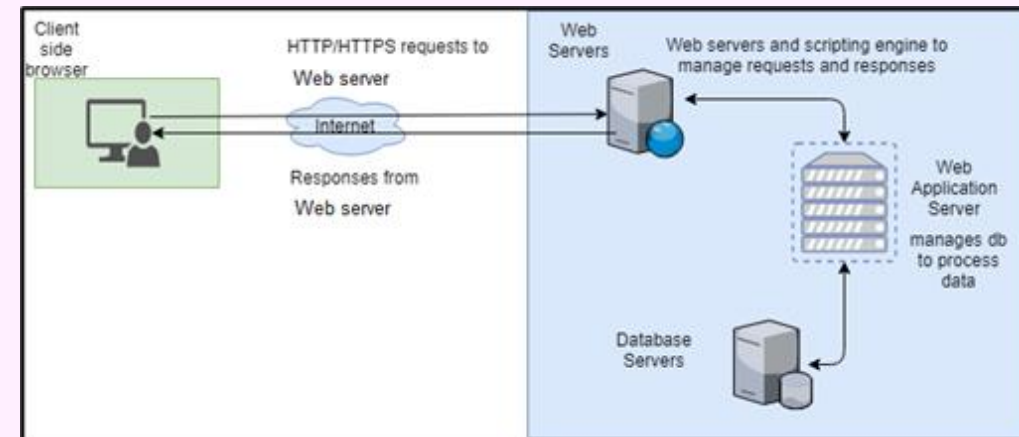 Client
side
browser
HTTP/HTTPS requests to
Web server
Internet
Responses from
Web server
Web
Servers
Web servers and scripting engine to
manage requests and responses
Web
Application
Server
manages db
to process
data
Database
Servers